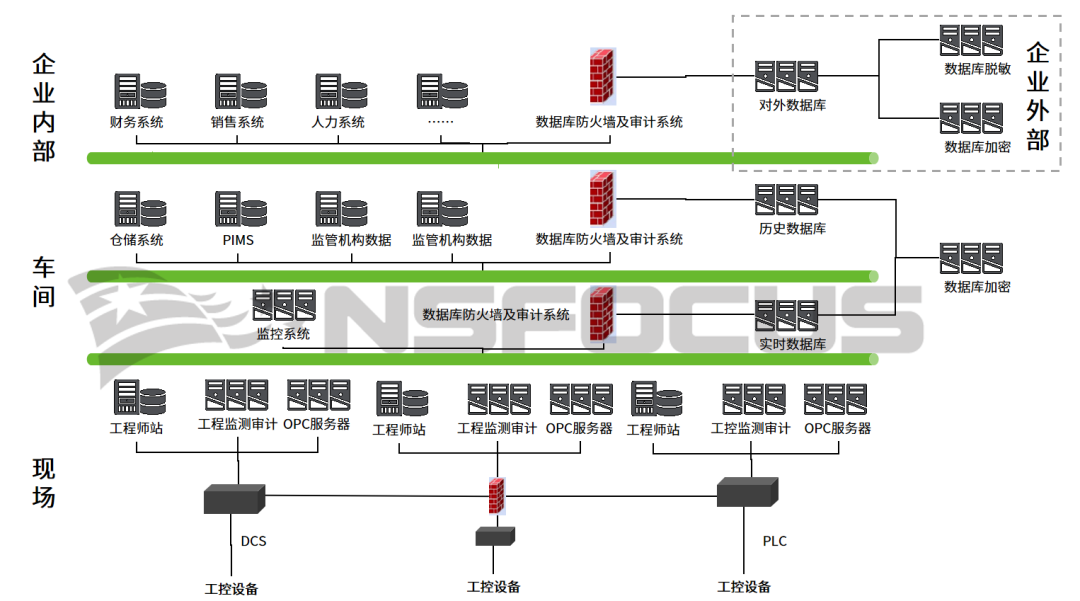 企业内部
财务系统
销售系统
人力系统
……
数据库防火墙及审计系统
对外数据库
数据库脱敏
数据库加密
企业外部
车间
仓储系统
PIMS
监管机构数据
监管机构数据
数据库防火墙及审计系统
历史数据库
数据库加密
NSFOCUS
监控系统
数据库防火墙及审计系统
实时数据库
现场
工程师站
工程监测审计
OPC服务器
工程师站
工程监测审计
OPC服务器
工程师站
工控监测审计
OPC服务器
DCS
PLC
工控设备
工控设备
工控设备